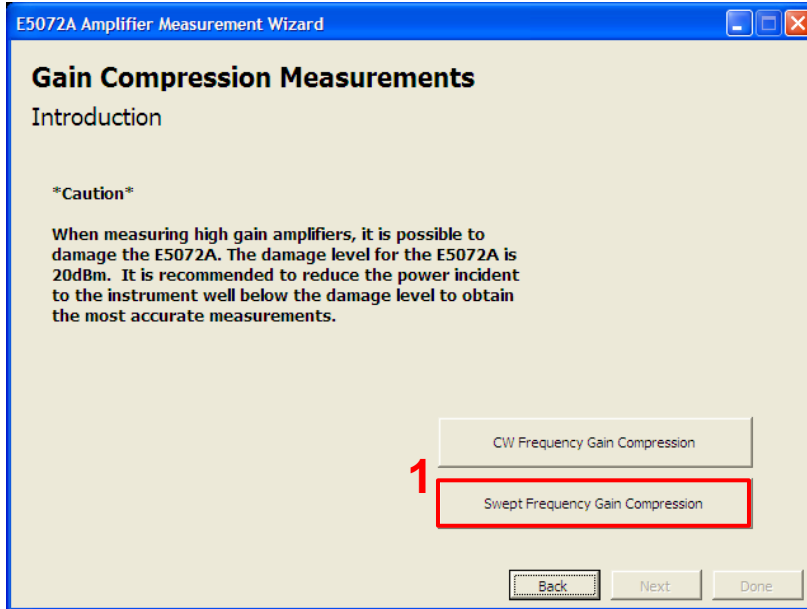 E5072A Amplifier Measurement Wizard
Gain Compression Measurements
Introduction
*Caution*
When measuring high gain amplifiers, it is possible to
damage the E5072A. The damage level for the E5072A is
20dBm.  It is recommended to reduce the power incident
to the instrument well below the damage level to obtain
the most accurate measurements.
CW Frequency Gain Compression
1
Swept Frequency Gain Compression
Back Next Done